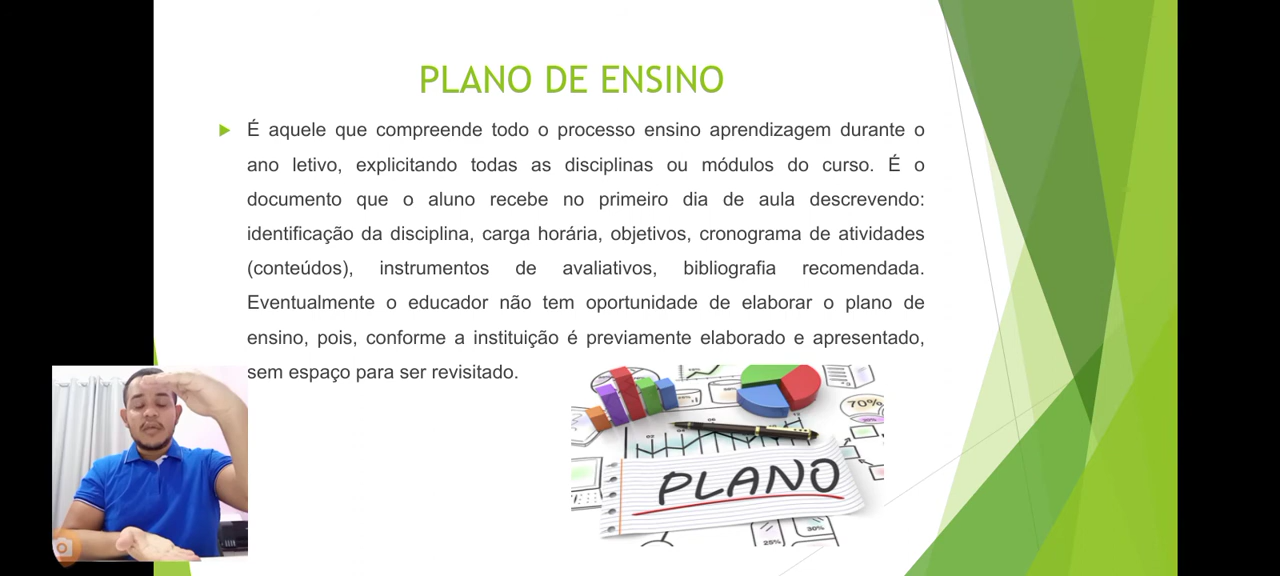 PLANO DE ENSINO
É aquele que compreende todo o processo ensino aprendizagem durante o
ano letivo, explicitando todas as disciplinas ou módulos do curso. É o
documento que o aluno recebe no primeiro dia de aula descrevendo:
identificação da disciplina, carga horária, objetivos, cronograma de atividades
(conteúdos), instrumentos de avaliativos, bibliografia recomendada.
Eventualmente o educador não tem oportunidade de elaborar o plano de
ensino, pois, conforme a instituição é previamente elaborado e apresentado,
sem espaço para ser revisitado.
70%
PLANO
25%
30%